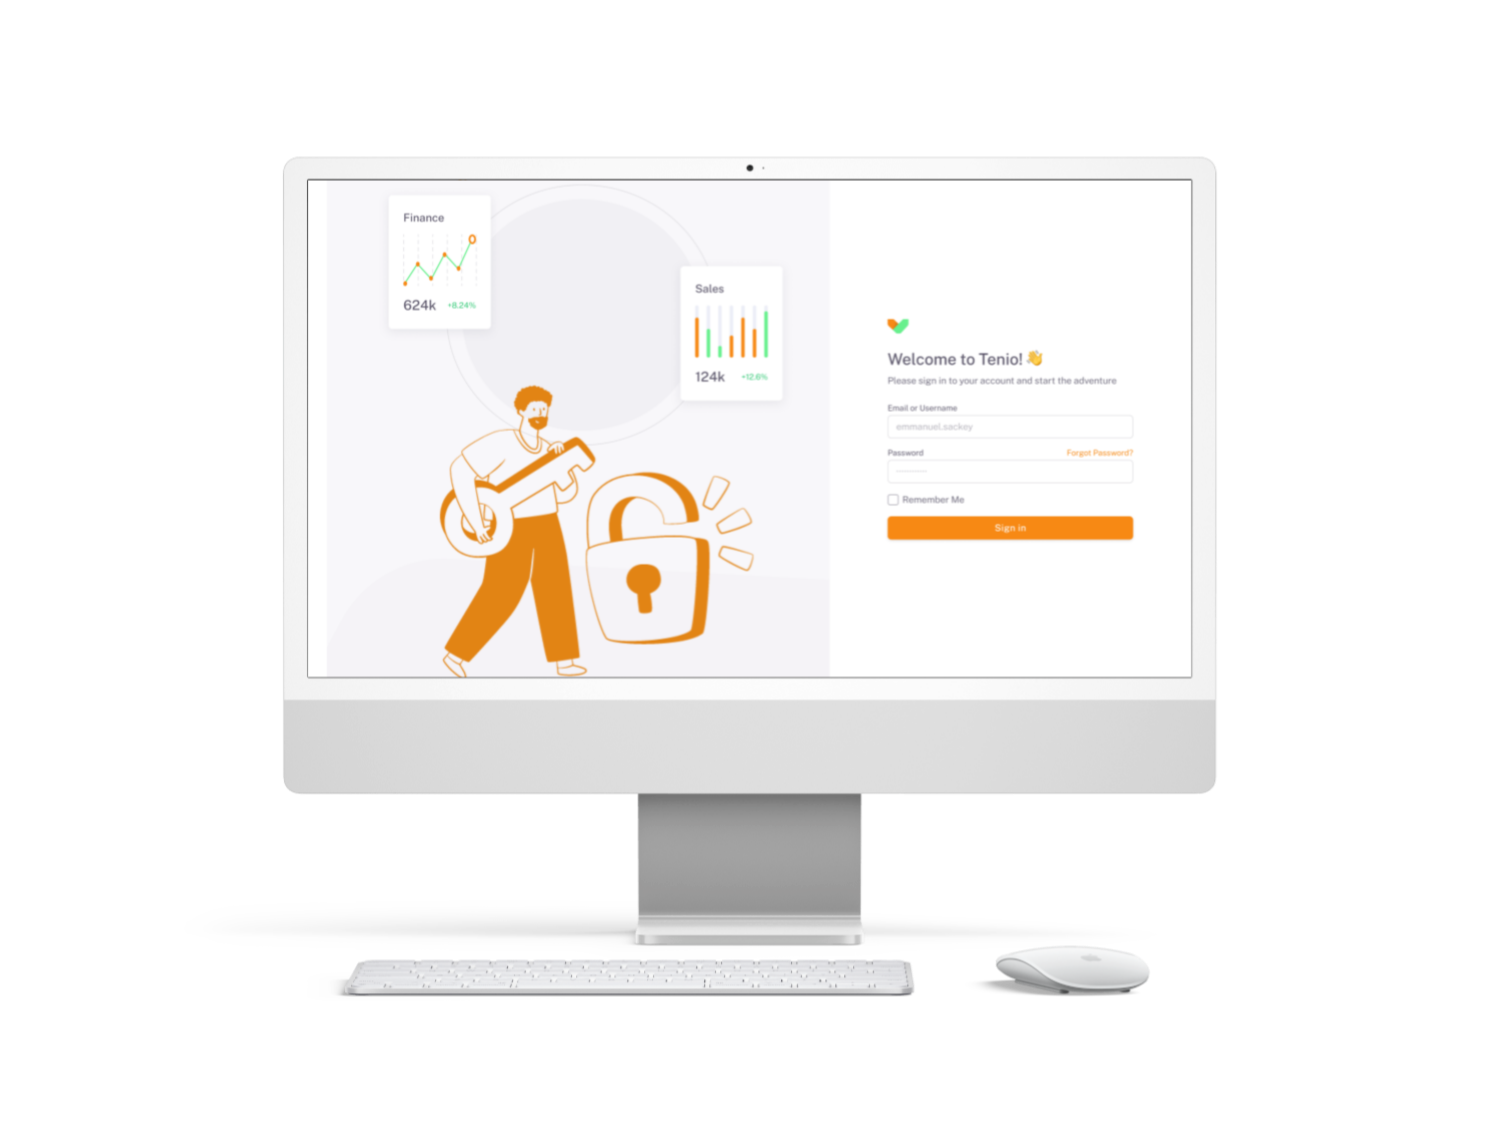 Finance
624k +8.24%
Sales
124k +12.6%
Welcome to Tenio! 👋
Please sign in to your account and start the adventure
Email or Username
emmanuel.sackey
Password Forgot Password?
Remember Me
Sign in